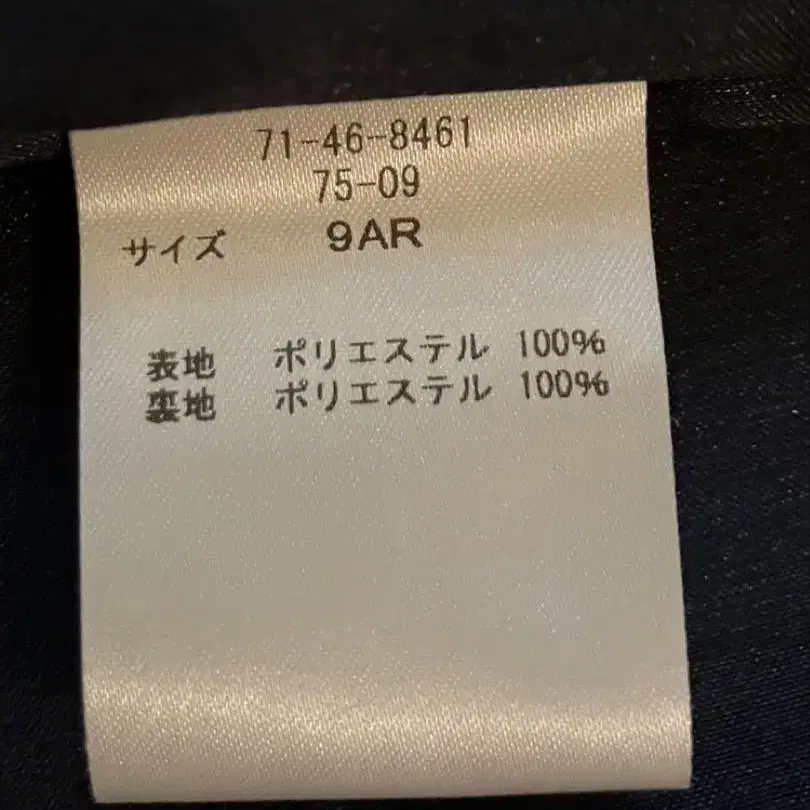 71-46-8461
75-09
サイズ 9AR
表地 ポリエステル 100%
裏地 ポリエステル 100%